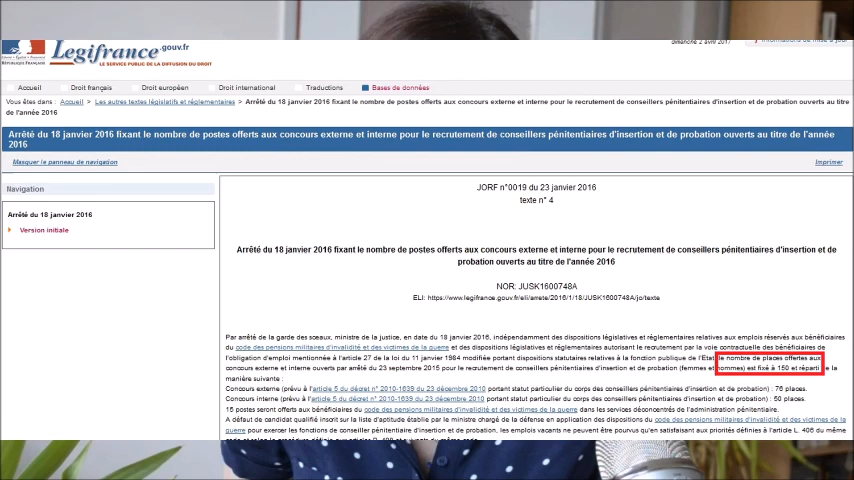 dimanche 2 avril 2017
Liberté • Égalité • Fraternité
RÉPUBLIQUE FRANÇAISE
Legifrance.gouv.fr
LE SERVICE PUBLIC DE LA DIFFUSION DU DROIT
Accueil Droit français Droit européen Droit international Traductions Bases de données
Vous êtes dans : Accueil > Les autres textes législatifs et réglementaires > Arrêté du 18 janvier 2016 fixant le nombre de postes offerts aux concours externe et interne pour le recrutement de conseillers pénitentiaires d'insertion et de probation ouverts au titre
de l'année 2016
Arrêté du 18 janvier 2016 fixant le nombre de postes offerts aux concours externe et interne pour le recrutement de conseillers pénitentiaires d'insertion et de probation ouverts au titre de l'année
2016
Masquer le panneau de navigation Imprimer
Navigation
Arrêté du 18 janvier 2016
Version initiale
JORF n°0019 du 23 janvier 2016
texte n° 4
Arrêté du 18 janvier 2016 fixant le nombre de postes offerts aux concours externe et interne pour le recrutement de conseillers pénitentiaires d'insertion et de
probation ouverts au titre de l'année 2016
NOR: JUSK1600748A
ELI: https://www.legifrance.gouv.fr/eli/arrete/2016/1/18/JUSK1600748A/jo/texte
Par arrêté de la garde des sceaux, ministre de la justice, en date du 18 janvier 2016, indépendamment des dispositions législatives et réglementaires relatives aux emplois réservés aux bénéficiaires
du code des pensions militaires d'invalidité et des victimes de la guerre et des dispositions législatives et réglementaires autorisant le recrutement par la voie contractuelle des bénéficiaires de
l'obligation d'emploi mentionnée à l'article 27 de la loi du 11 janvier 1984 modifiée portant dispositions statutaires relatives à la fonction publique de l'Etat, le nombre de places offertes aux
concours externe et interne ouverts par arrêté du 23 septembre 2015 pour le recrutement de conseillers pénitentiaires d'insertion et de probation (femmes et hommes) est fixé à 150 et réparti de la
manière suivante :
Concours externe (prévu à l'article 5 du décret n° 2010-1639 du 23 décembre 2010 portant statut particulier du corps des conseillers pénitentiaires d'insertion et de probation) : 76 places.
Concours interne (prévu à l'article 5 du décret n° 2010-1639 du 23 décembre 2010 portant statut particulier du corps des conseillers pénitentiaires d'insertion et de probation) : 50 places.
15 postes seront offerts aux bénéficiaires du code des pensions militaires d'invalidité et des victimes de la guerre dans les services déconcentrés de l'administration pénitentiaire.
A défaut de candidat qualifié inscrit sur la liste d'aptitude établie par le ministre chargé de la défense en application des dispositions du code des pensions militaires d'invalidité et des victimes de la
guerre pour exercer les fonctions de conseiller pénitentiaire d'insertion et de probation, les emplois vacants ne peuvent être pourvus qu'en satisfaisant aux priorités définies à l'article L. 406 du même